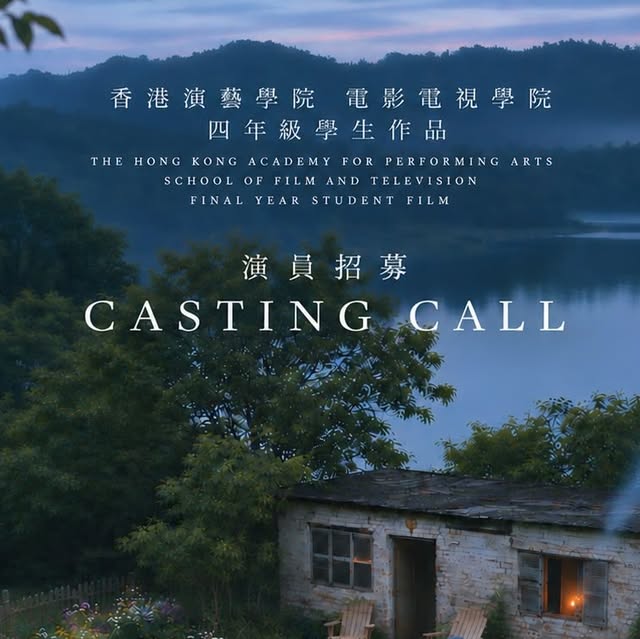 香港演藝學院 電影電視學院
四年級學生作品
THE HONG KONG ACADEMY FOR PERFORMING ARTS
SCHOOL OF FILM AND TELEVISION
FINAL YEAR STUDENT FILM
演員招募
CASTING CALL